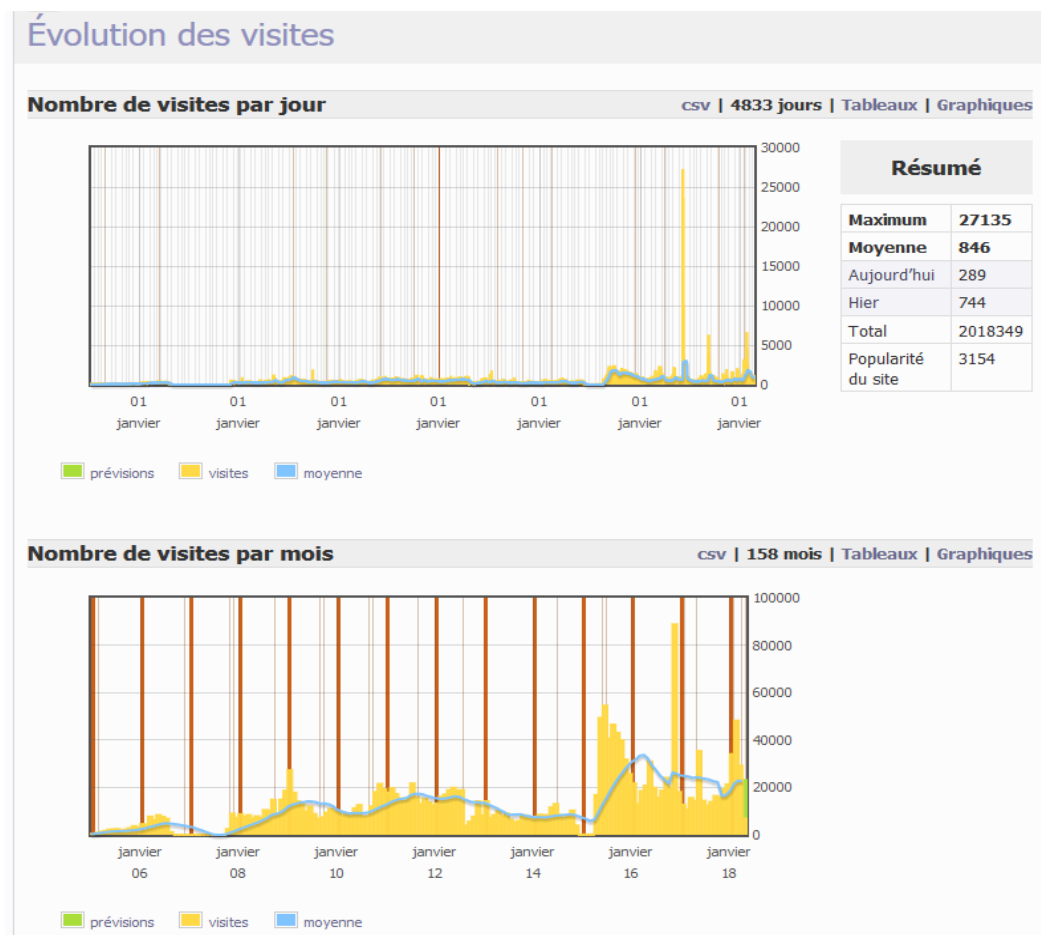 Évolution des visites
Nombre de visites par jour
csv | 4833 jours | Tableaux | Graphiques
30000
25000
20000
15000
10000
5000
0
01 janvier
01 janvier
01 janvier
01 janvier
01 janvier
01 janvier
01 janvier
prévisions visites moyenne
Résumé
Maximum 27135
Moyenne 846
Aujourd'hui 289
Hier 744
Total 2018349
Popularité du site 3154
Nombre de visites par mois
csv | 158 mois | Tableaux | Graphiques
100000
80000
60000
40000
20000
0
janvier 06
janvier 08
janvier 10
janvier 12
janvier 14
janvier 16
janvier 18
prévisions visites moyenne